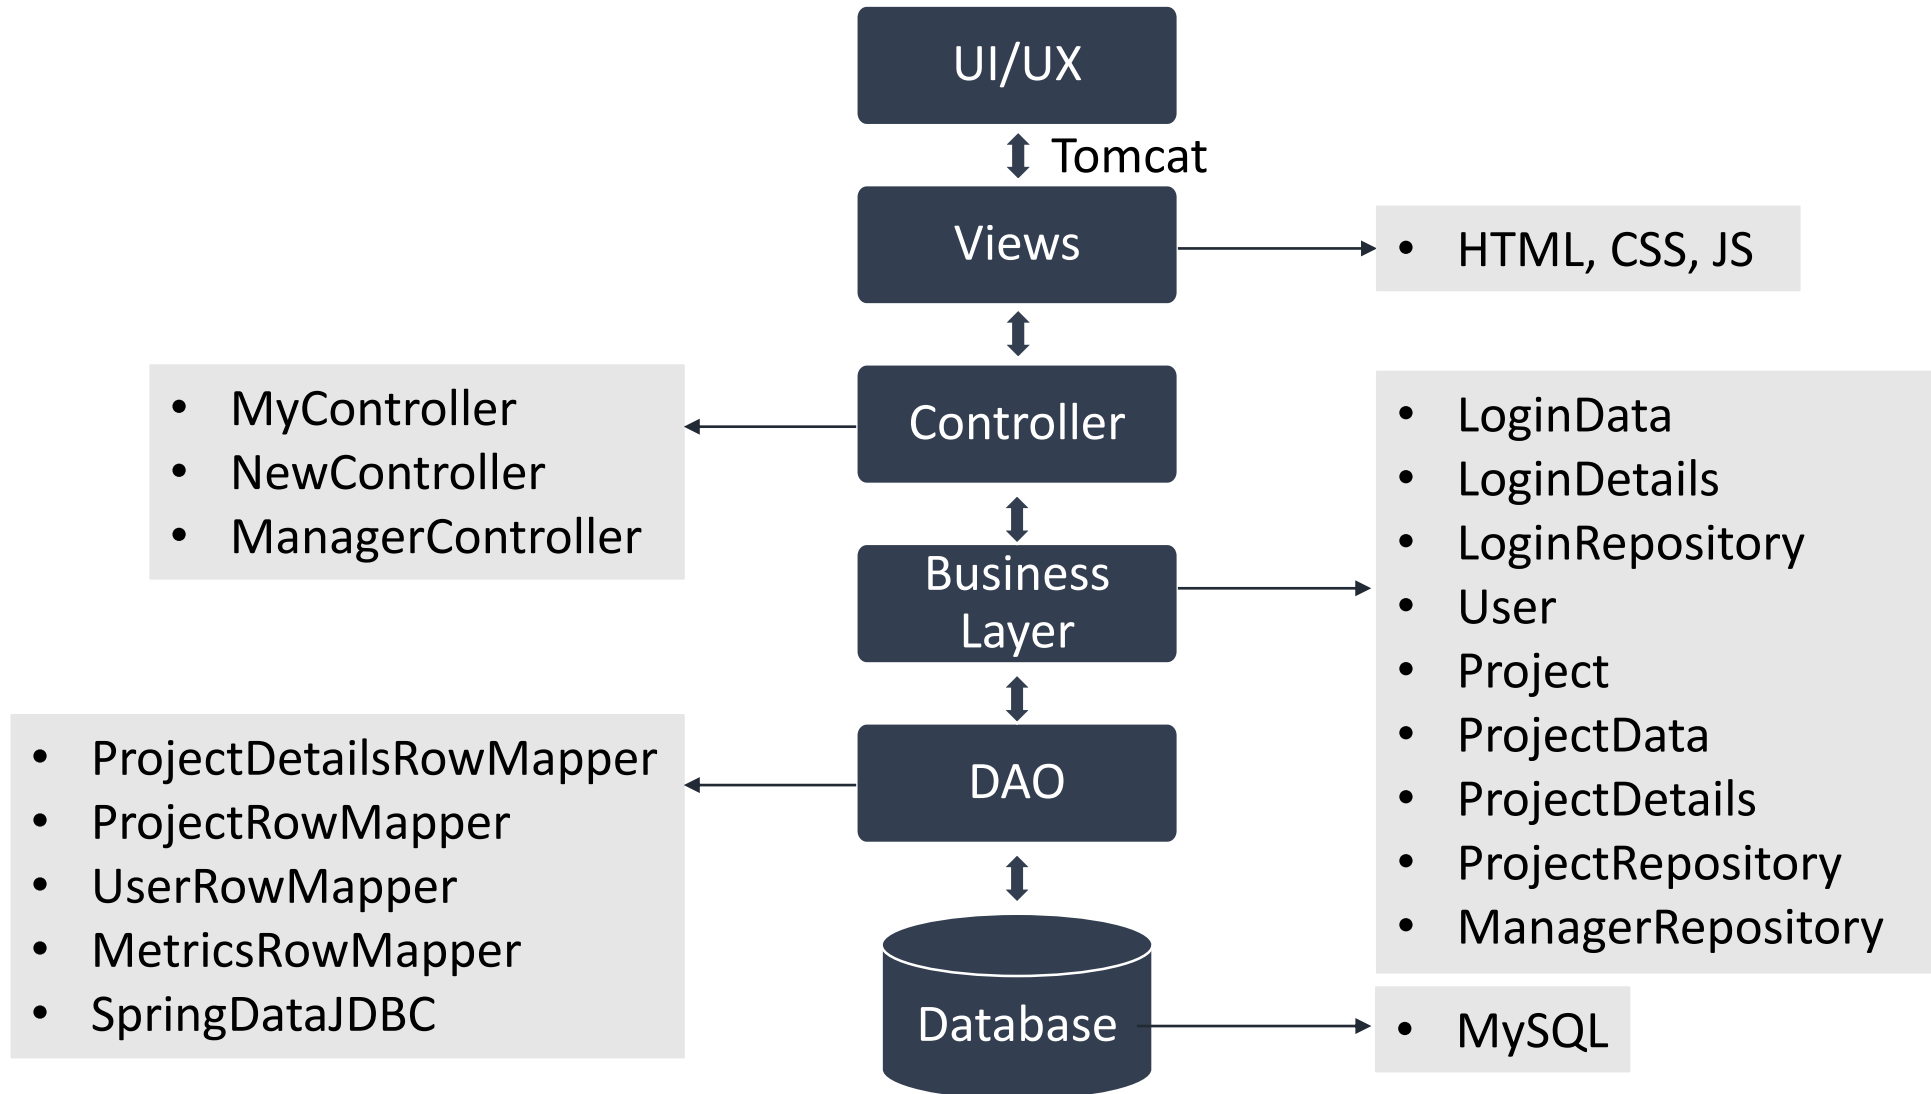 UI/UX
Tomcat
Views
• HTML, CSS, JS
Controller
• MyController
• NewController
• ManagerController
Business
Layer
• LoginData
• LoginDetails
• LoginRepository
• User
• Project
• ProjectData
• ProjectDetails
• ProjectRepository
• ManagerRepository
DAO
• ProjectDetailsRowMapper
• ProjectRowMapper
• UserRowMapper
• MetricsRowMapper
• SpringDataJDBC
Database
• MySQL